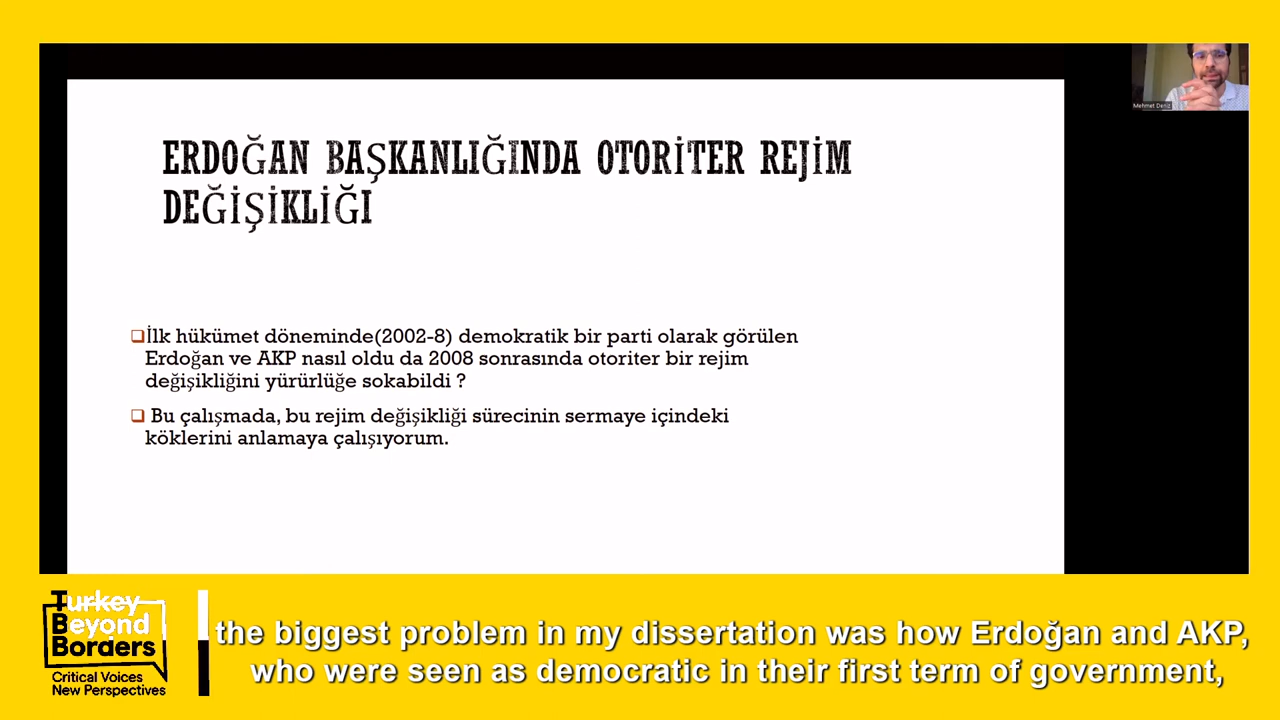 Mehmet Deniz
ERDOĞAN BAŞKANLIĞINDA OTORİTER REJİM
DEĞİŞİKLİĞİ
İlk hükümet döneminde(2002-8) demokratik bir parti olarak görülen
Erdoğan ve AKP nasıl oldu da 2008 sonrasında otoriter bir rejim
değişikliğini yürürlüğe sokabildi ?
Bu çalışmada, bu rejim değişikliği sürecinin sermaye içindeki
köklerini anlamaya çalışıyorum.
Turkey
Beyond
Borders
Critical Voices
New Perspectives
the biggest problem in my dissertation was how Erdoğan and AKP,
who were seen as democratic in their first term of government,